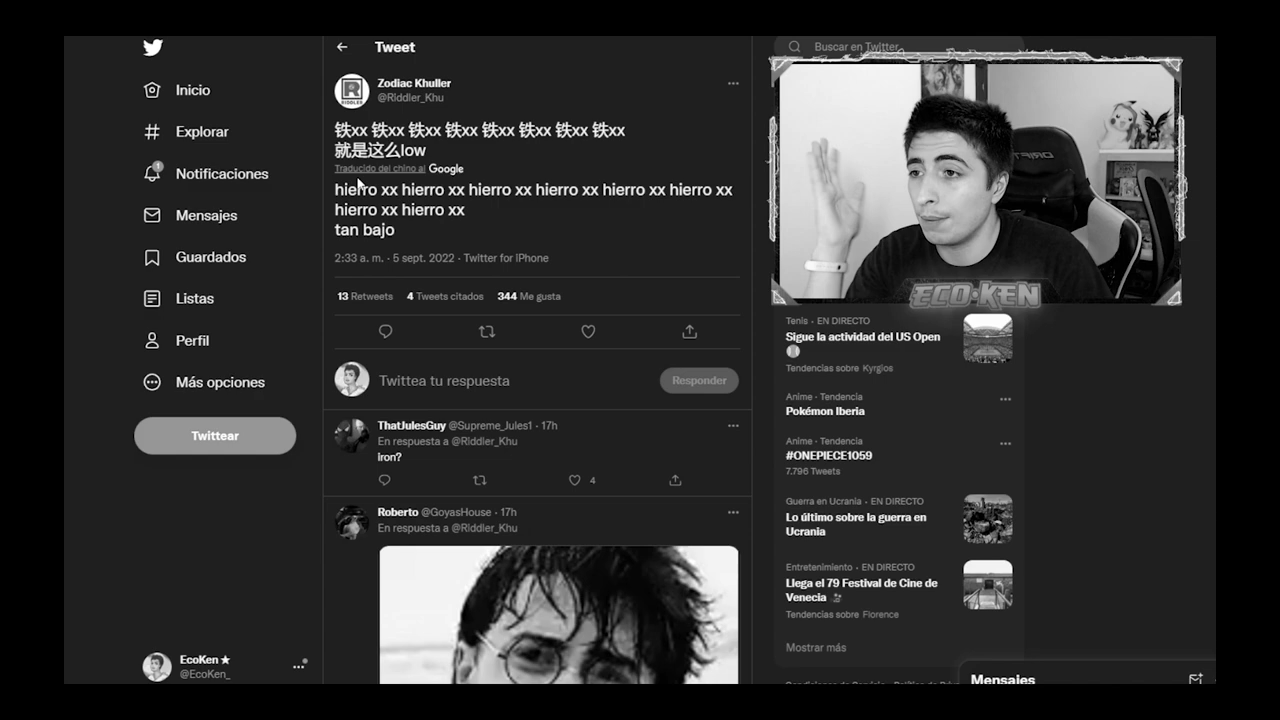 Tweet
Buscar en Twitter
Inicio
Explorar
1
Notificaciones
Mensajes
Guardados
Listas
Perfil
Más opciones
Twittear
EcoKen ★
@EcoKen_
RIDDLER
Zodiac Khuller
@Riddler_Khu
铁xx 铁xx 铁xx 铁xx 铁xx 铁xx 铁xx 铁xx
就是这么low
Traducido del chino al Google
hierro xx hierro xx hierro xx hierro xx hierro xx hierro xx
hierro xx hierro xx
tan bajo
2:33 a. m. · 5 sept. 2022 · Twitter for iPhone
13 Retweets 4 Tweets citados 344 Me gusta
Twittea tu respuesta
Responder
ThatJulesGuy @Supreme_Jules1 · 17h
En respuesta a @Riddler_Khu
iron?
4
Roberto @GoyasHouse · 17h
En respuesta a @Riddler_Khu
DRIFT
ECO·KEN
Tenis · EN DIRECTO
Sigue la actividad del US Open
Tendencias sobre Kyrgios
Anime · Tendencia
Pokémon Iberia
Anime · Tendencia
#ONEPIECE1059
7.796 Tweets
Guerra en Ucrania · EN DIRECTO
Lo último sobre la guerra en
Ucrania
Entretenimiento · EN DIRECTO
Llega el 79 Festival de Cine de
Venecia
Tendencias sobre Florence
Mostrar más
Mensajes